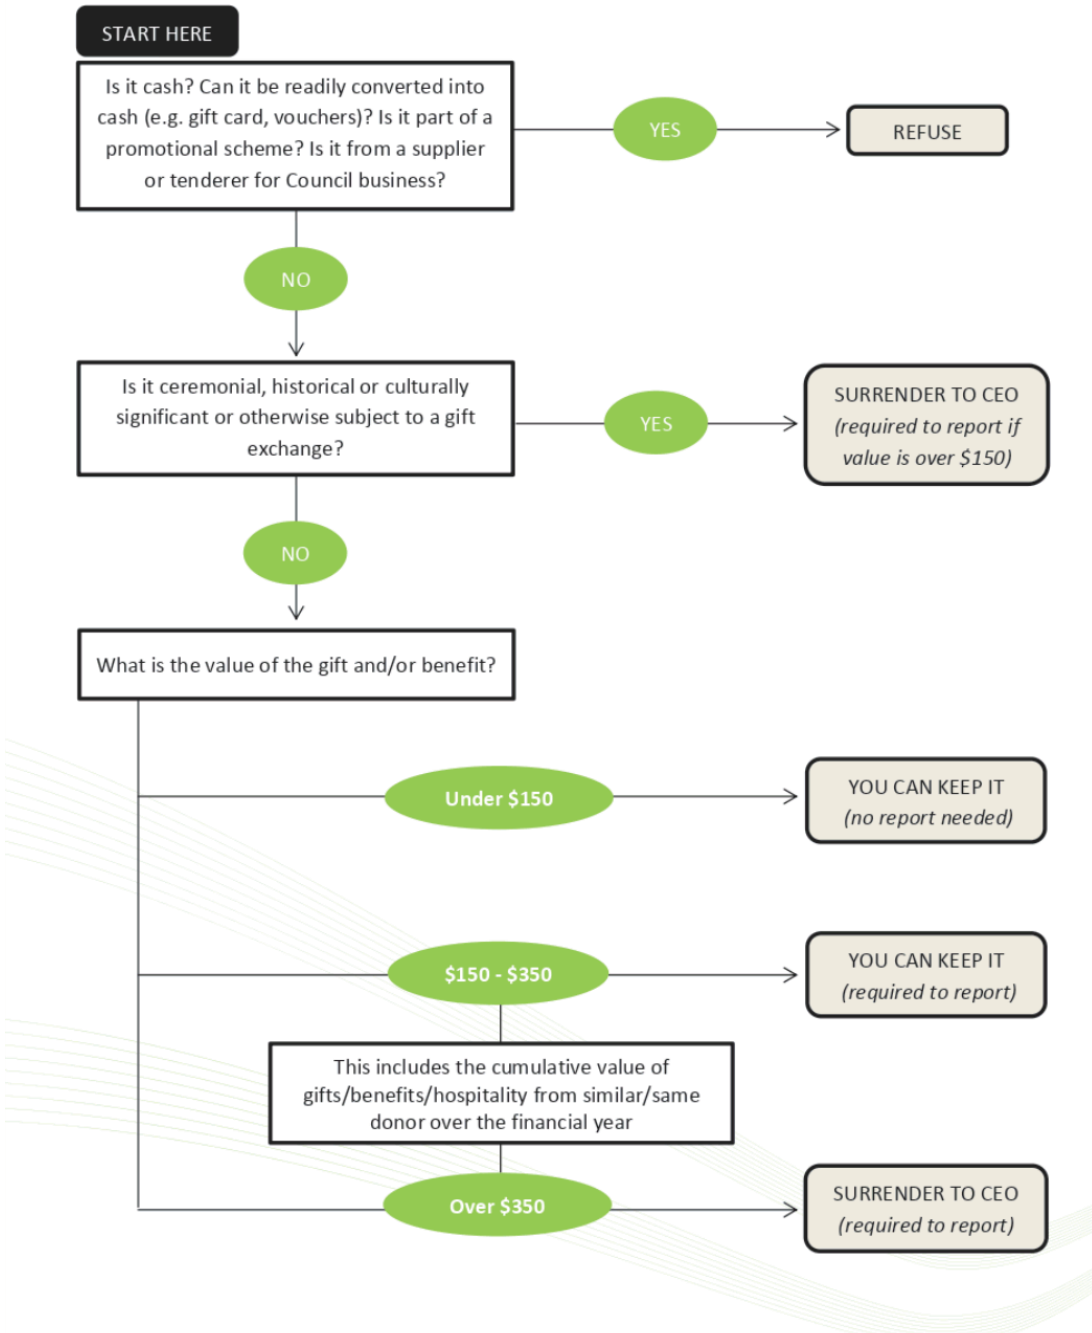 START HERE
Is it cash? Can it be readily converted into
cash (e.g. gift card, vouchers)? Is it part of a
promotional scheme? Is it from a supplier
or tenderer for Council business?
YES
REFUSE
NO
Is it ceremonial, historical or culturally
significant or otherwise subject to a gift
exchange?
YES
SURRENDER TO CEO
(required to report if
value is over $150)
NO
What is the value of the gift and/or benefit?
Under $150
YOU CAN KEEP IT
(no report needed)
$150 - $350
YOU CAN KEEP IT
(required to report)
This includes the cumulative value of
gifts/benefits/hospitality from similar/same
donor over the financial year
Over $350
SURRENDER TO CEO
(required to report)